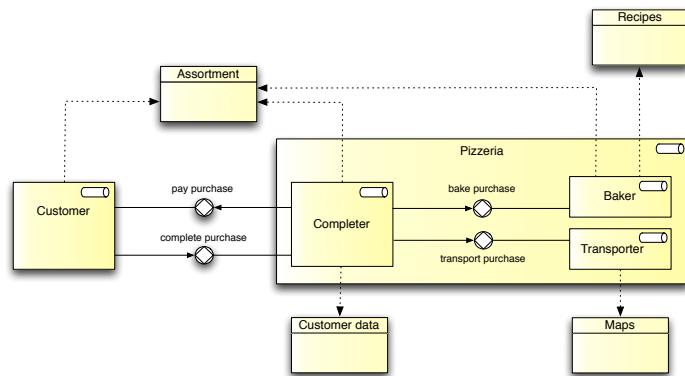 Recipes
Assortment
Pizzeria
pay purchase
bake purchase
Customer
Completer
Baker
complete purchase
transport purchase
Transporter
Customer data
Maps